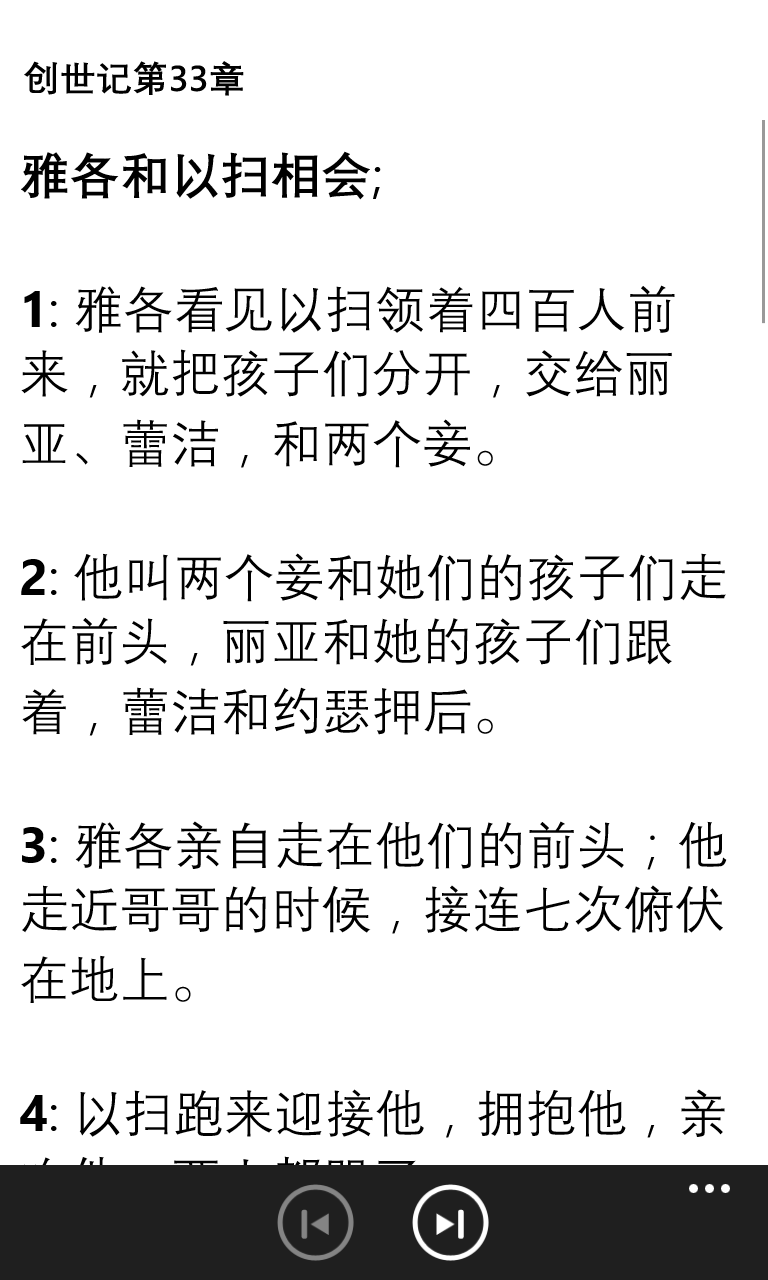 创世记第33章
雅各和以扫相会;
1: 雅各看见以扫领着四百人前
来，就把孩子们分开，交给丽
亚、蕾洁，和两个妾。
2: 他叫两个妾和她们的孩子们走
在前头，丽亚和她的孩子们跟
着，蕾洁和约瑟押后。
3: 雅各亲自走在他们的前头；他
走近哥哥的时候，接连七次俯伏
在地上。
4: 以扫跑来迎接他，拥抱他，亲